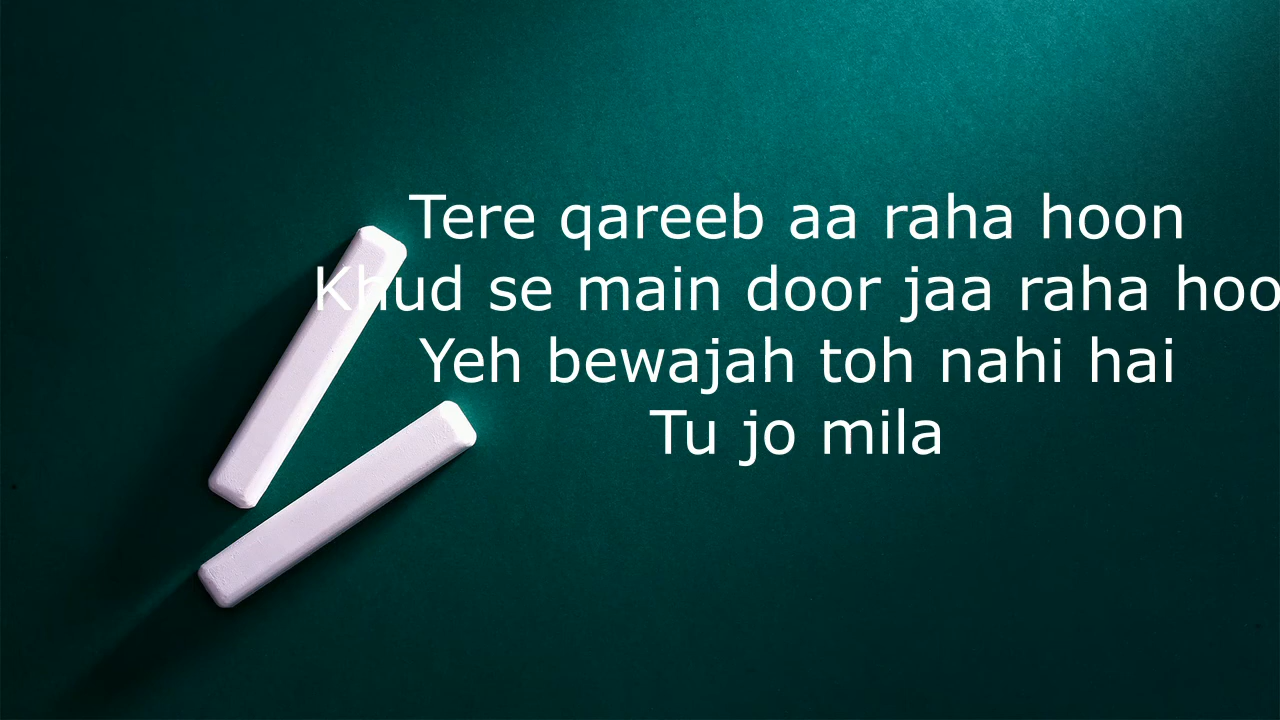 Tere qareeb aa raha hoon
Khud se main door jaa raha hoo
Yeh bewajah toh nahi hai
Tu jo mila